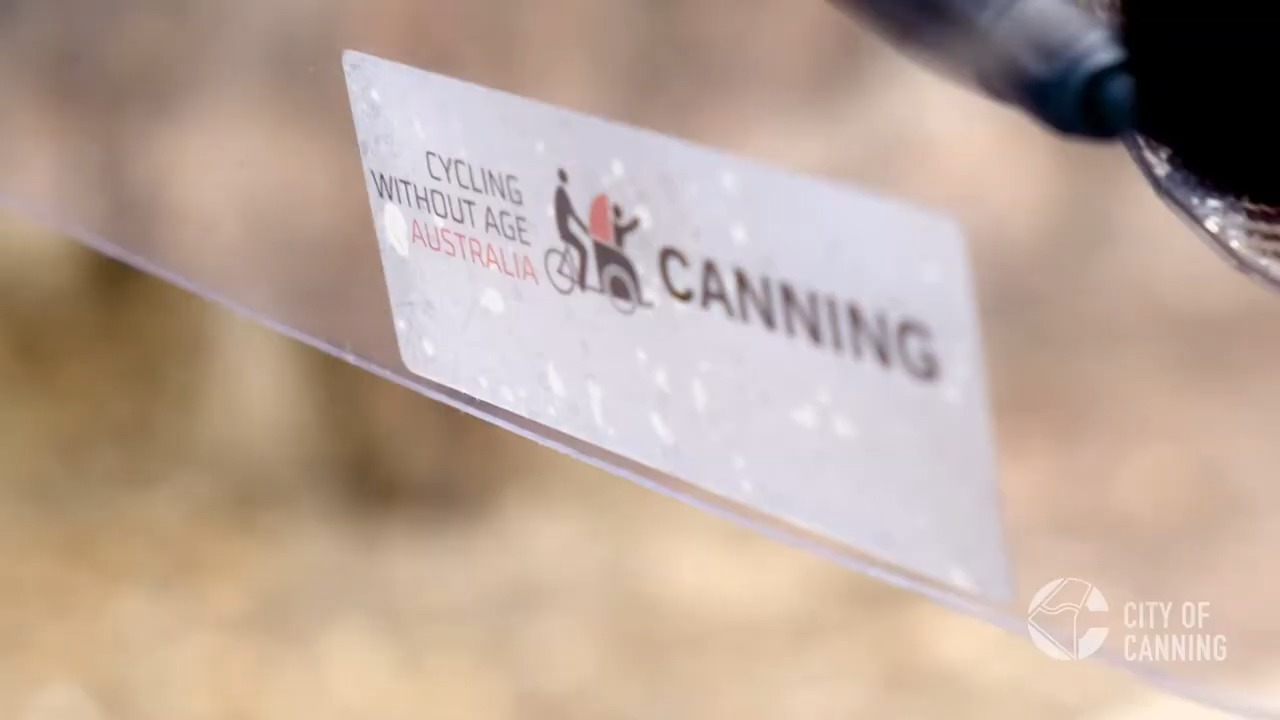 CYCLING
WITHOUT AGE
AUSTRALIA
CANNING
CITY OF
CANNING